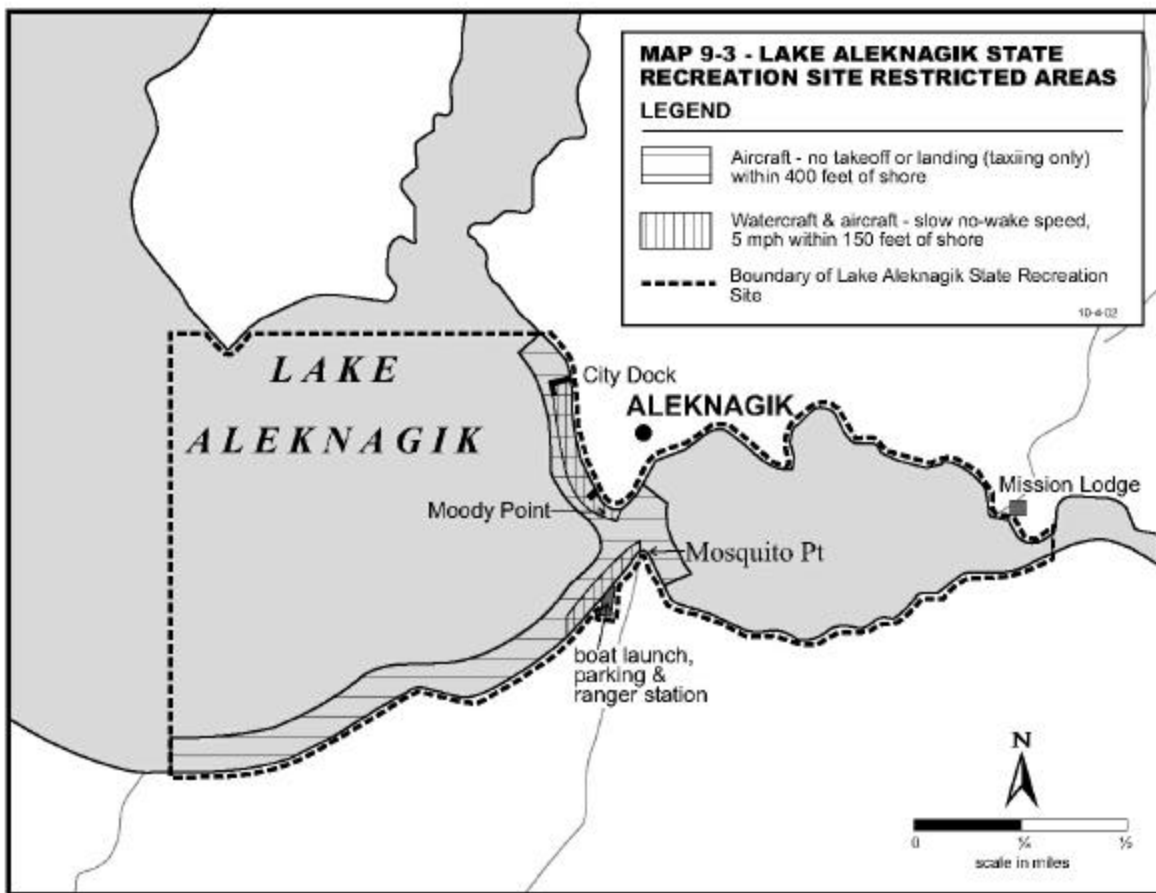 MAP 9-3 - LAKE ALEKNAGIK STATE
RECREATION SITE RESTRICTED AREAS
LEGEND
Aircraft - no takeoff or landing (taxiing only)
within 400 feet of shore
Watercraft & aircraft - slow no-wake speed,
5 mph within 150 feet of shore
Boundary of Lake Aleknagik State Recreation
Site
10-4-02
LAKE
ALEKNAGIK
City Dock
ALEKNAGIK
Mission Lodge
Moody Point
Mosquito Pt
boat launch,
parking &
ranger station
N
0 ¼ ½
scale in miles